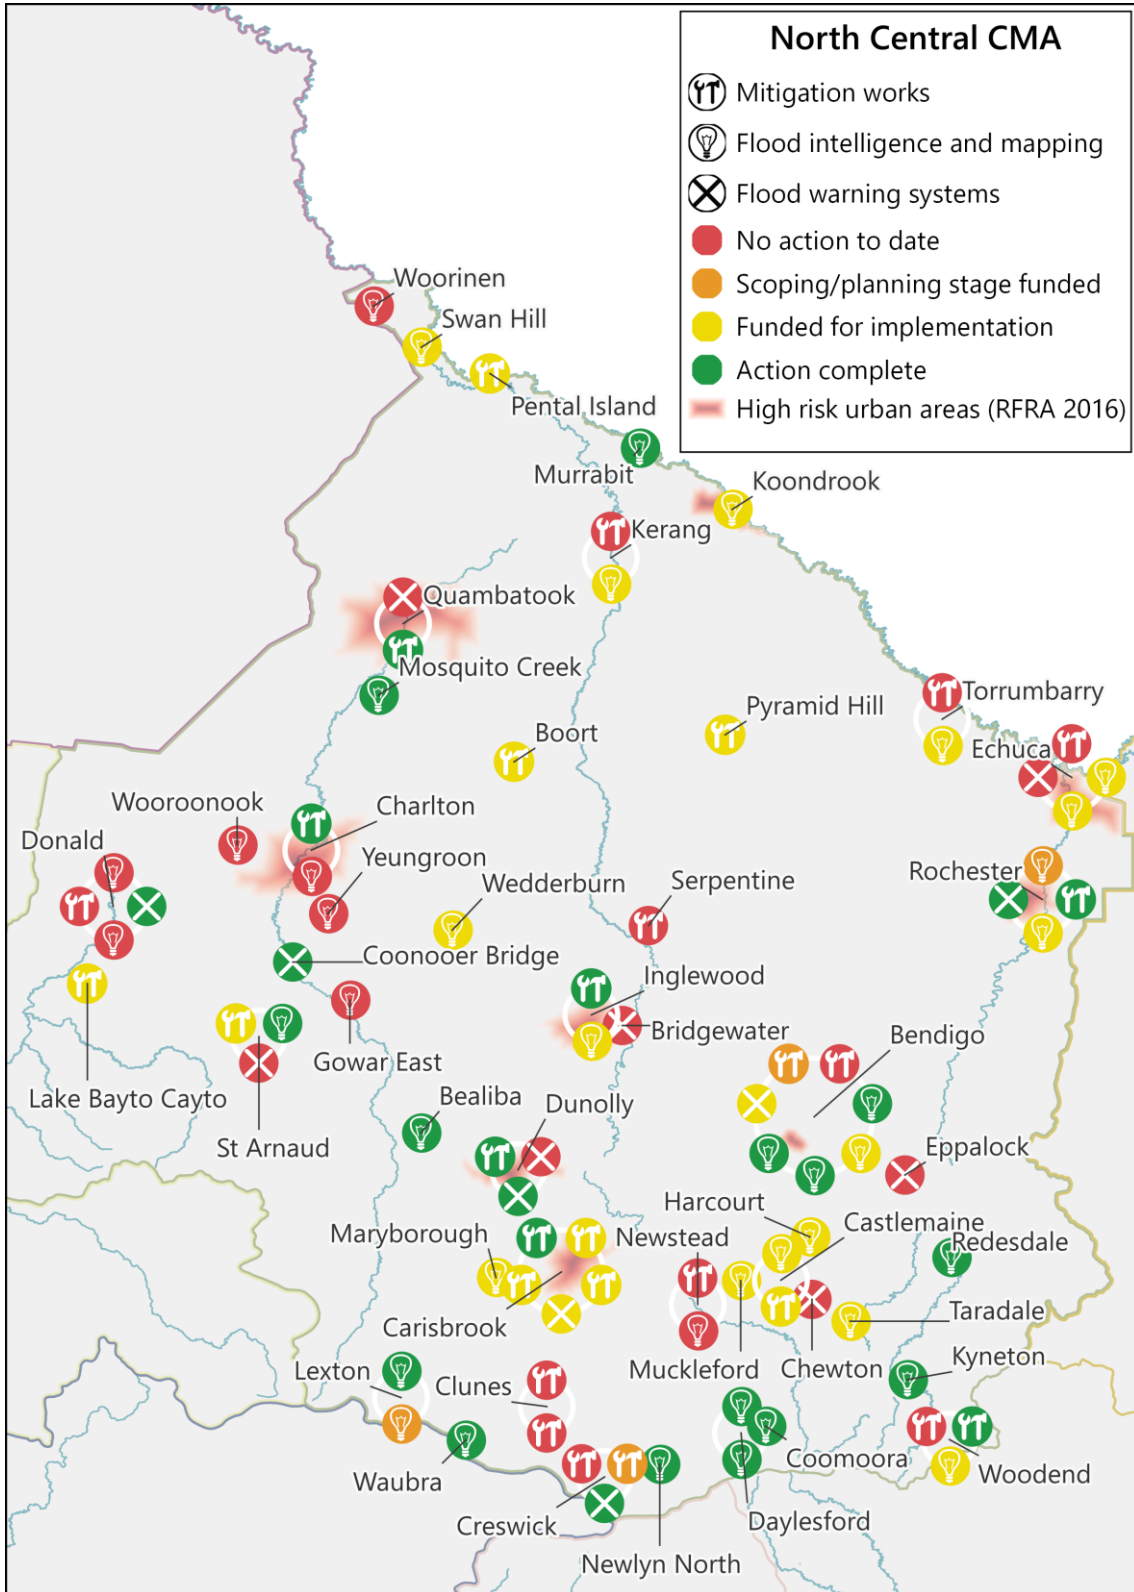 North Central CMA
Mitigation works
Flood intelligence and mapping
Flood warning systems
No action to date
Scoping/planning stage funded
Funded for implementation
Action complete
High risk urban areas (RFRA 2016)
Woorinen
Swan Hill
Pental Island
Murrabit
Koondrook
Kerang
Quambatook
Mosquito Creek
Torrumbarry
Pyramid Hill
Boort
Echuca
Wooroonook
Charlton
Donald
Yeungroon
Wedderburn
Serpentine
Rochester
Coonooer Bridge
Inglewood
Bridgewater
Bendigo
Gowar East
Lake Bayto Cayto
Bealiba
Dunolly
St Arnaud
Eppalock
Harcourt
Castlemaine
Maryborough
Newstead
Redesdale
Carisbrook
Taradale
Lexton
Clunes
Muckleford
Chewton
Kyneton
Waubra
Coomoora
Woodend
Creswick
Daylesford
Newlyn North